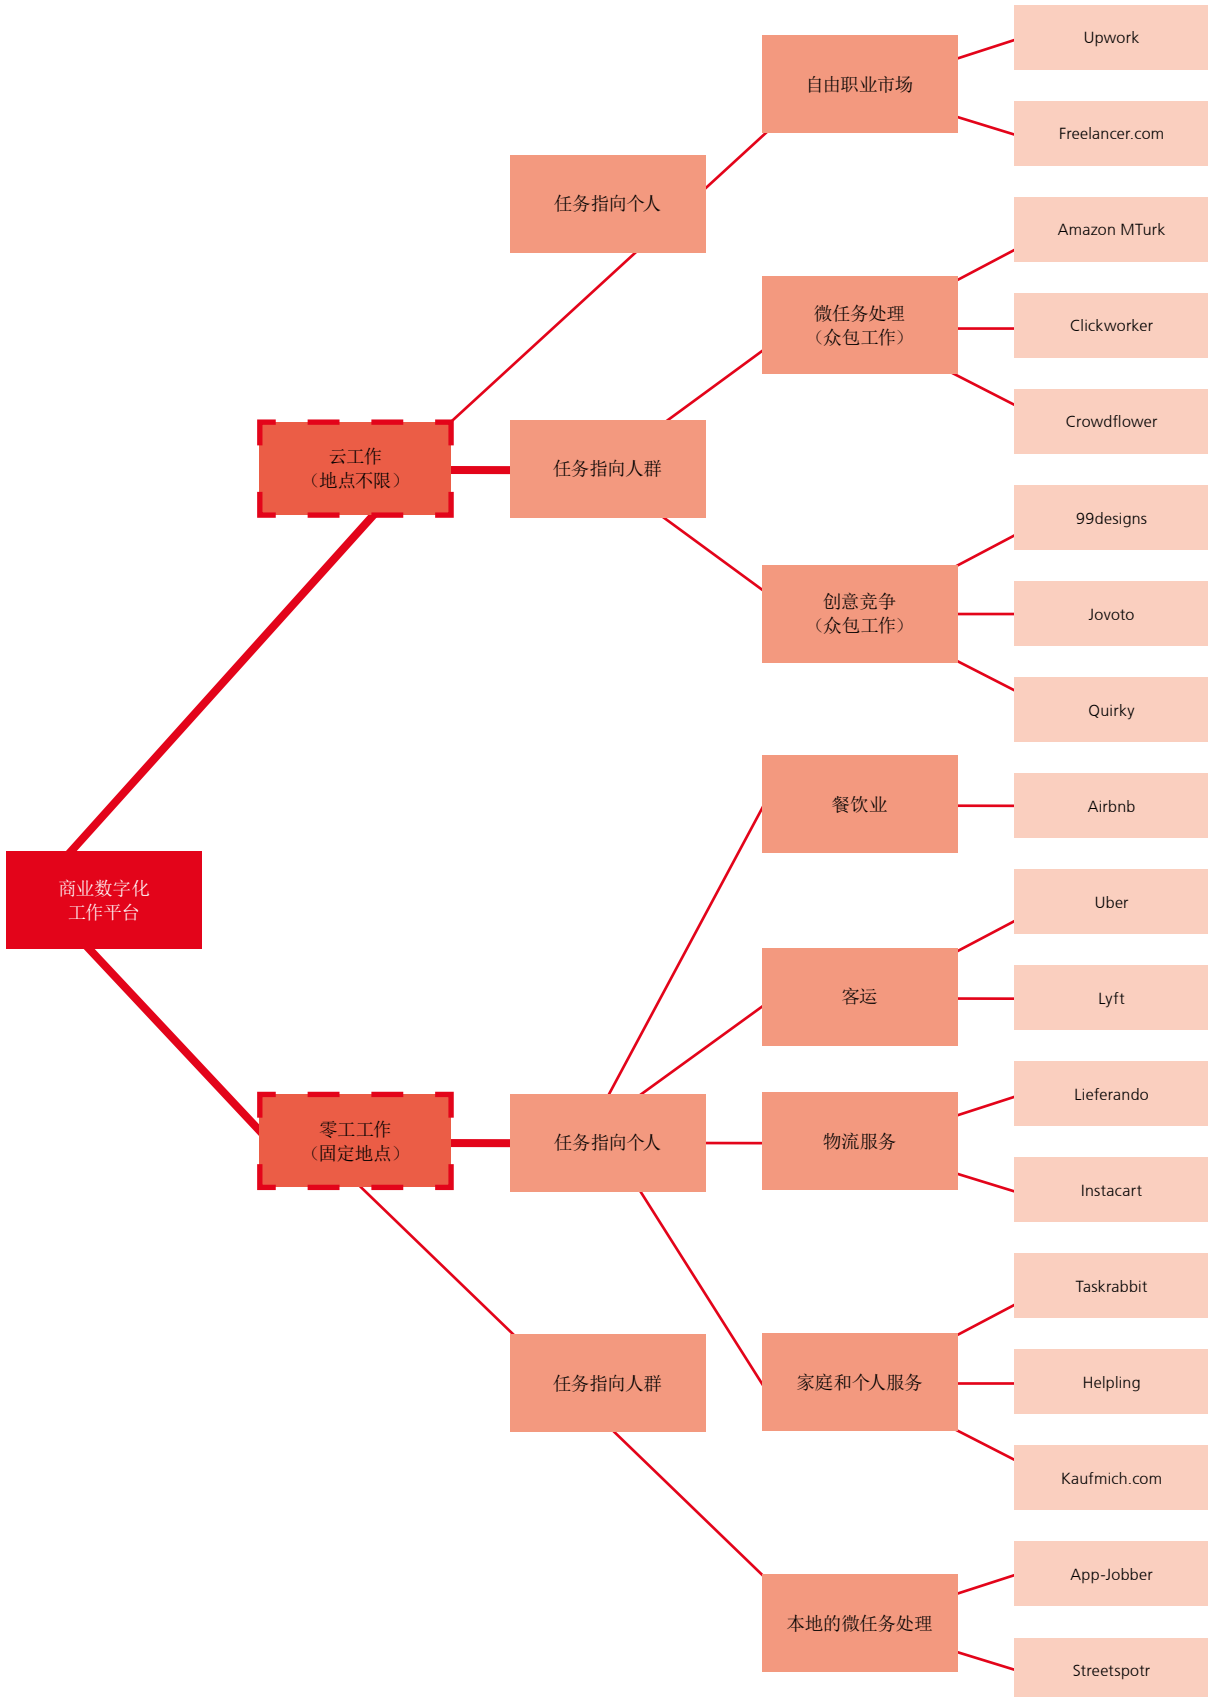 商业数字化
工作平台
云工作
（地点不限）
零工工作
（固定地点）
任务指向个人
任务指向人群
任务指向个人
任务指向人群
自由职业市场
微任务处理
（众包工作）
创意竞争
（众包工作）
餐饮业
客运
物流服务
家庭和个人服务
本地的微任务处理
Upwork
Freelancer.com
Amazon MTurk
Clickworker
Crowdflower
99designs
Jovoto
Quirky
Airbnb
Uber
Lyft
Lieferando
Instacart
Taskrabbit
Helpling
Kaufmich.com
App-Jobber
Streetspotr